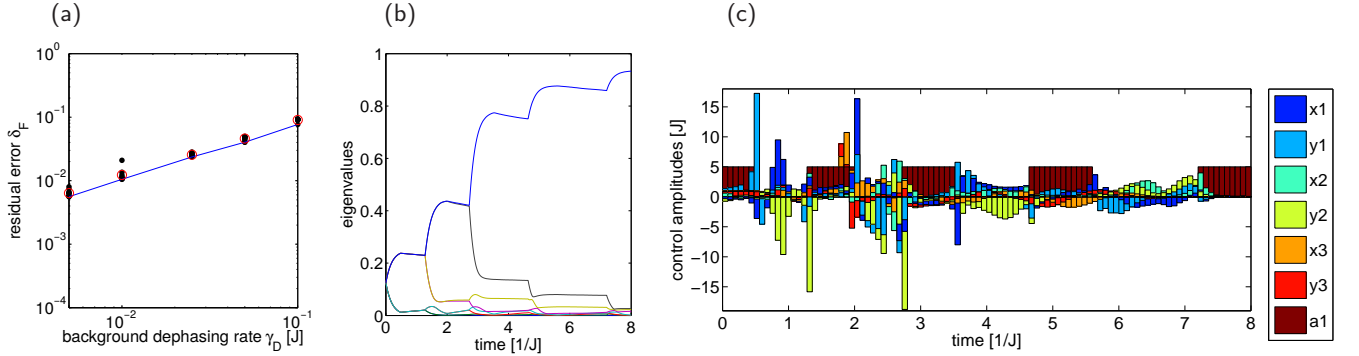 (a)
(b)
(c)
residual error δ_F
10^0
10^-1
10^-2
10^-3
10^-4
10^-2
10^-1
background dephasing rate γ_D [J]
eigenvalues
1
0.8
0.6
0.4
0.2
0
0 2 4 6 8
time [1/J]
control amplitudes [J]
15
10
5
0
−5
−10
−15
0 1 2 3 4 5 6 7 8
time [1/J]
x1
y1
x2
y2
x3
y3
a1